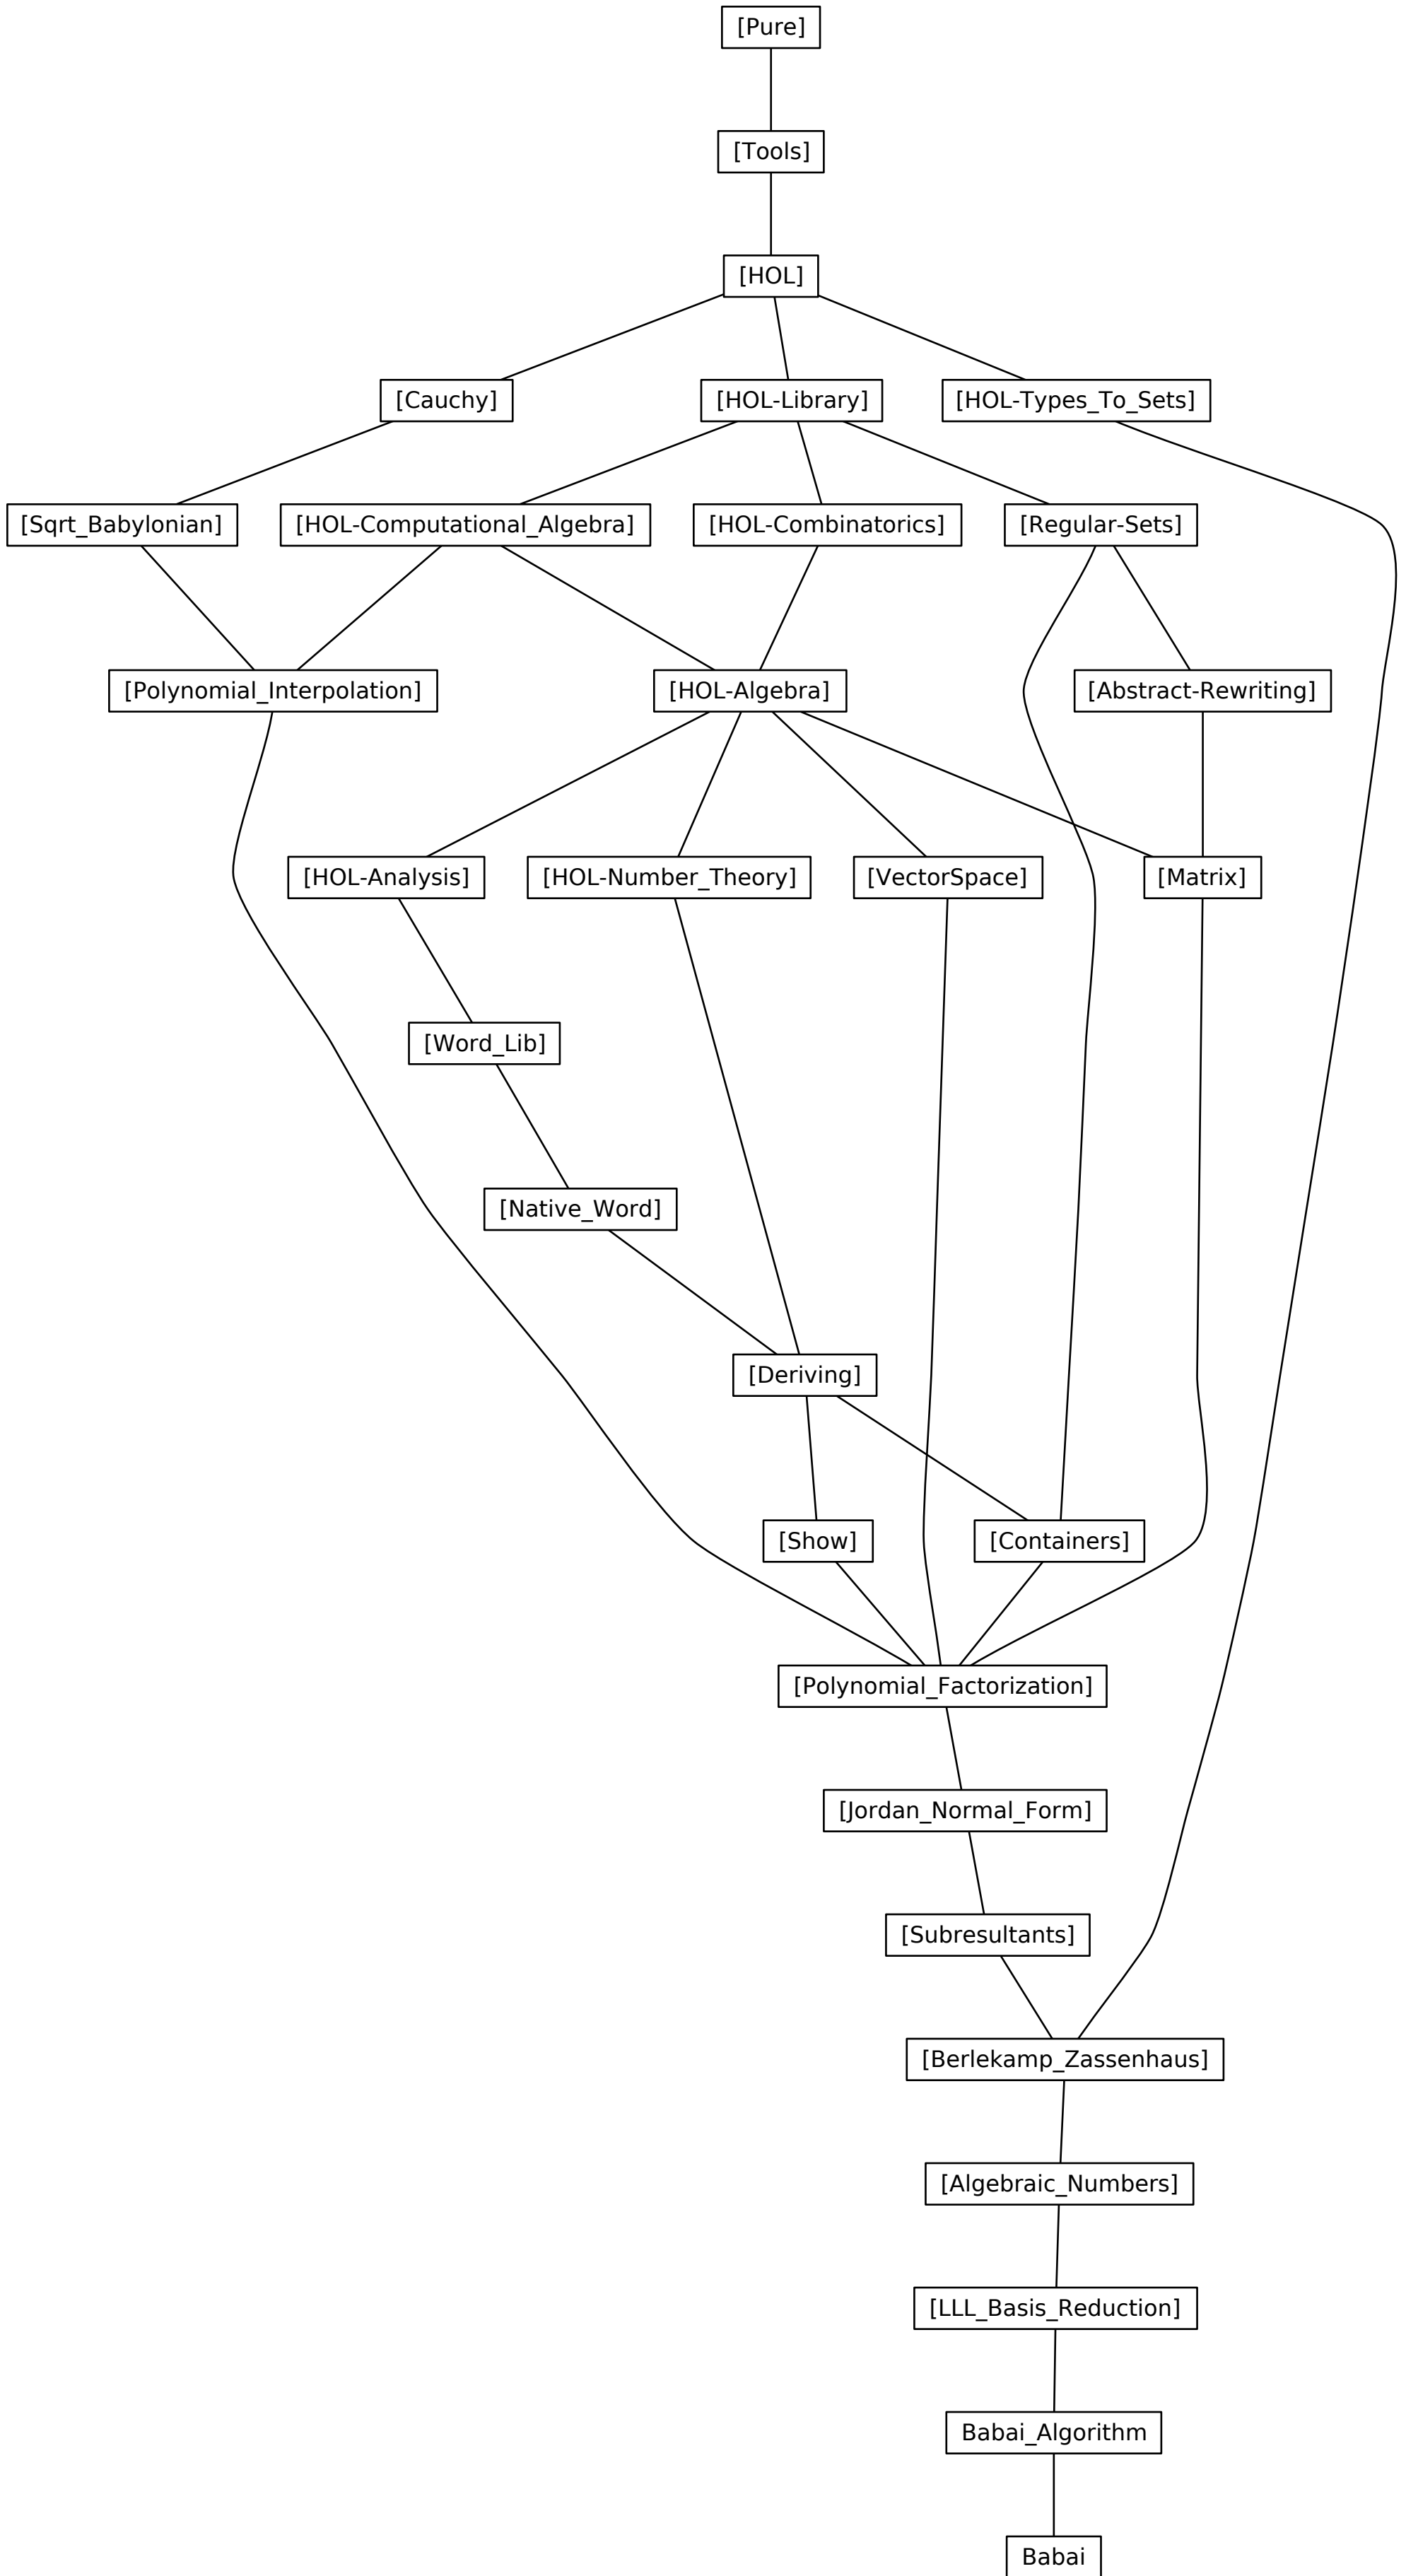 [Pure]
[Tools]
[HOL]
[Cauchy]
[HOL-Library]
[HOL-Types_To_Sets]
[Sqrt_Babylonian]
[HOL-Computational_Algebra]
[HOL-Combinatorics]
[Regular-Sets]
[Polynomial_Interpolation]
[HOL-Algebra]
[Abstract-Rewriting]
[HOL-Analysis]
[HOL-Number_Theory]
[VectorSpace]
[Matrix]
[Word_Lib]
[Native_Word]
[Deriving]
[Show]
[Containers]
[Polynomial_Factorization]
[Jordan_Normal_Form]
[Subresultants]
[Berlekamp_Zassenhaus]
[Algebraic_Numbers]
[LLL_Basis_Reduction]
Babai_Algorithm
Babai